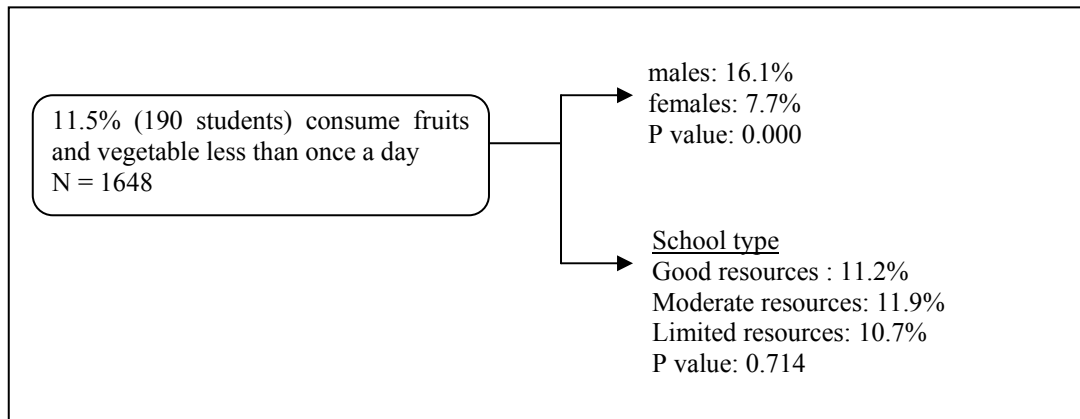 11.5% (190 students) consume fruits
and vegetable less than once a day
N = 1648
males: 16.1%
females: 7.7%
P value: 0.000
School type
Good resources : 11.2%
Moderate resources: 11.9%
Limited resources: 10.7%
P value: 0.714